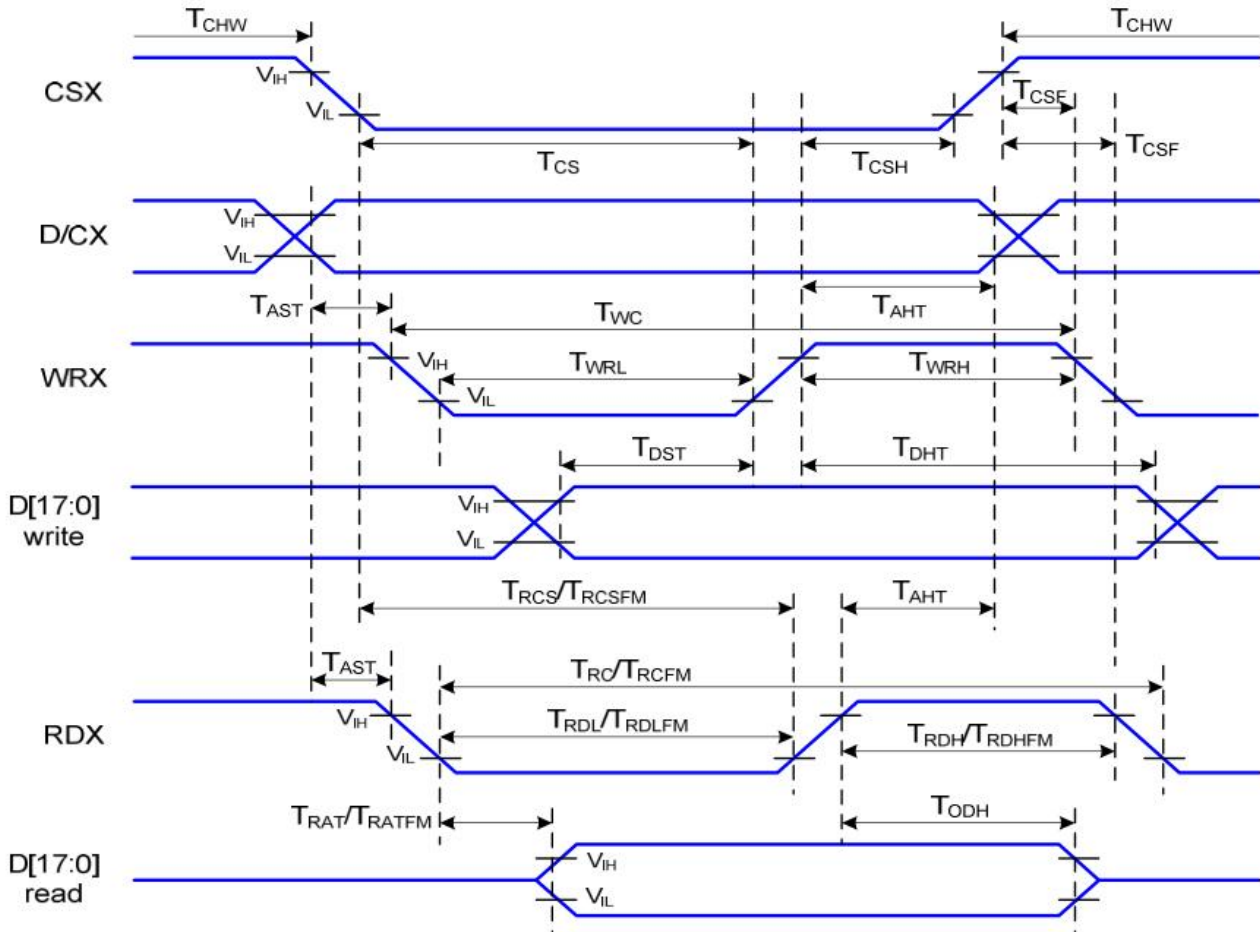 TCHW TCHW
CSX VIH TCSF
VIL TCSF
TCS TCSH
D/CX VIH
VIL
TAST TWC TAHT
WRX VIH TWRL TWRH
VIL
TDST TDHT
D[17:0] VIH
write VIL
TRCS/TRCSFM TAHT
TAST TRC/TRCFM
RDX VIH TRDL/TRDLFM TRDH/TRDHFM
VIL
TRAT/TRATFM TODH
D[17:0] VIH
read VIL